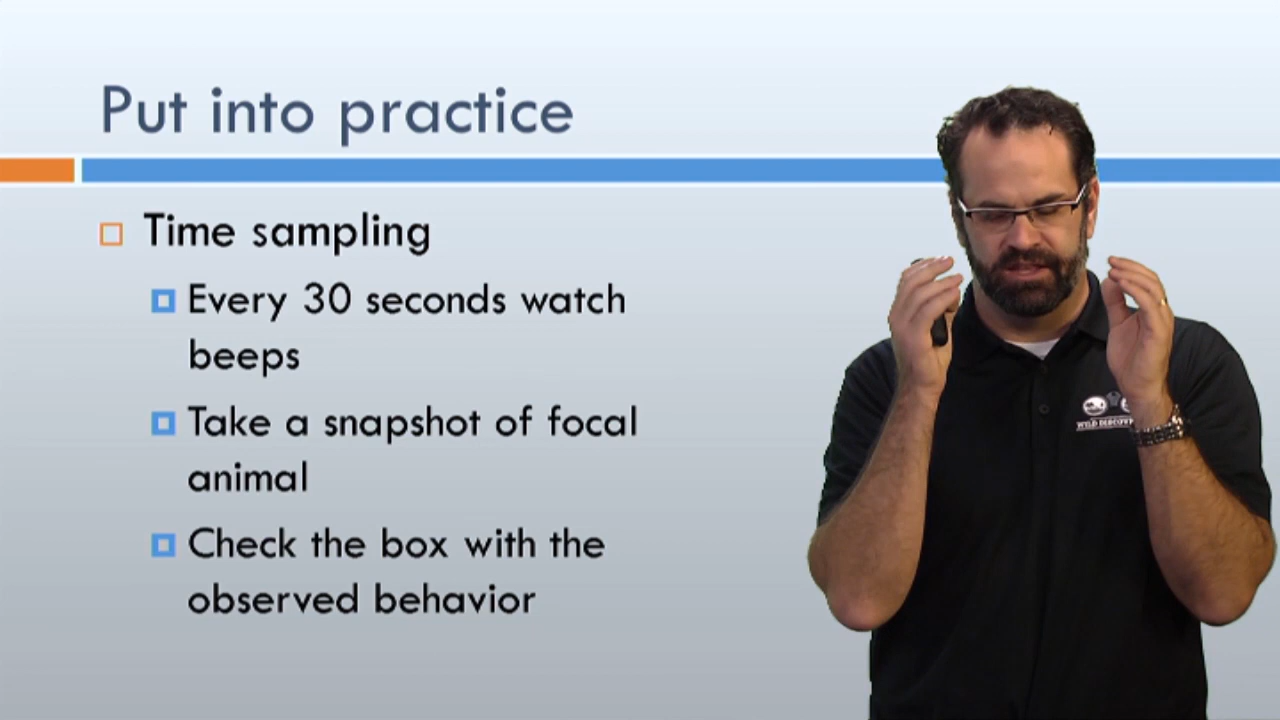 Put into practice
Time sampling
Every 30 seconds watch
beeps
Take a snapshot of focal
animal
Check the box with the
observed behavior